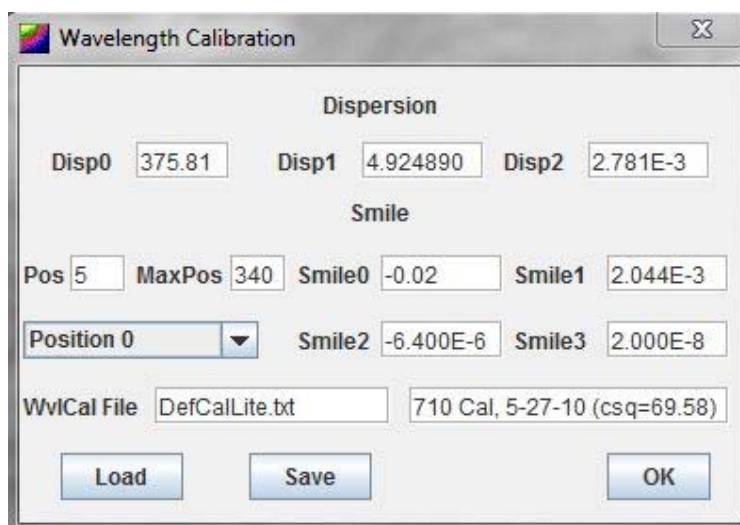 Wavelength Calibration
Dispersion
Disp0 375.81 Disp1 4.924890 Disp2 2.781E-3
Smile
Pos 5 MaxPos 340 Smile0 -0.02 Smile1 2.044E-3
Position 0 Smile2 -6.400E-6 Smile3 2.000E-8
WvlCal File DefCalLite.txt 710 Cal, 5-27-10 (csq=69.58)
Load Save OK